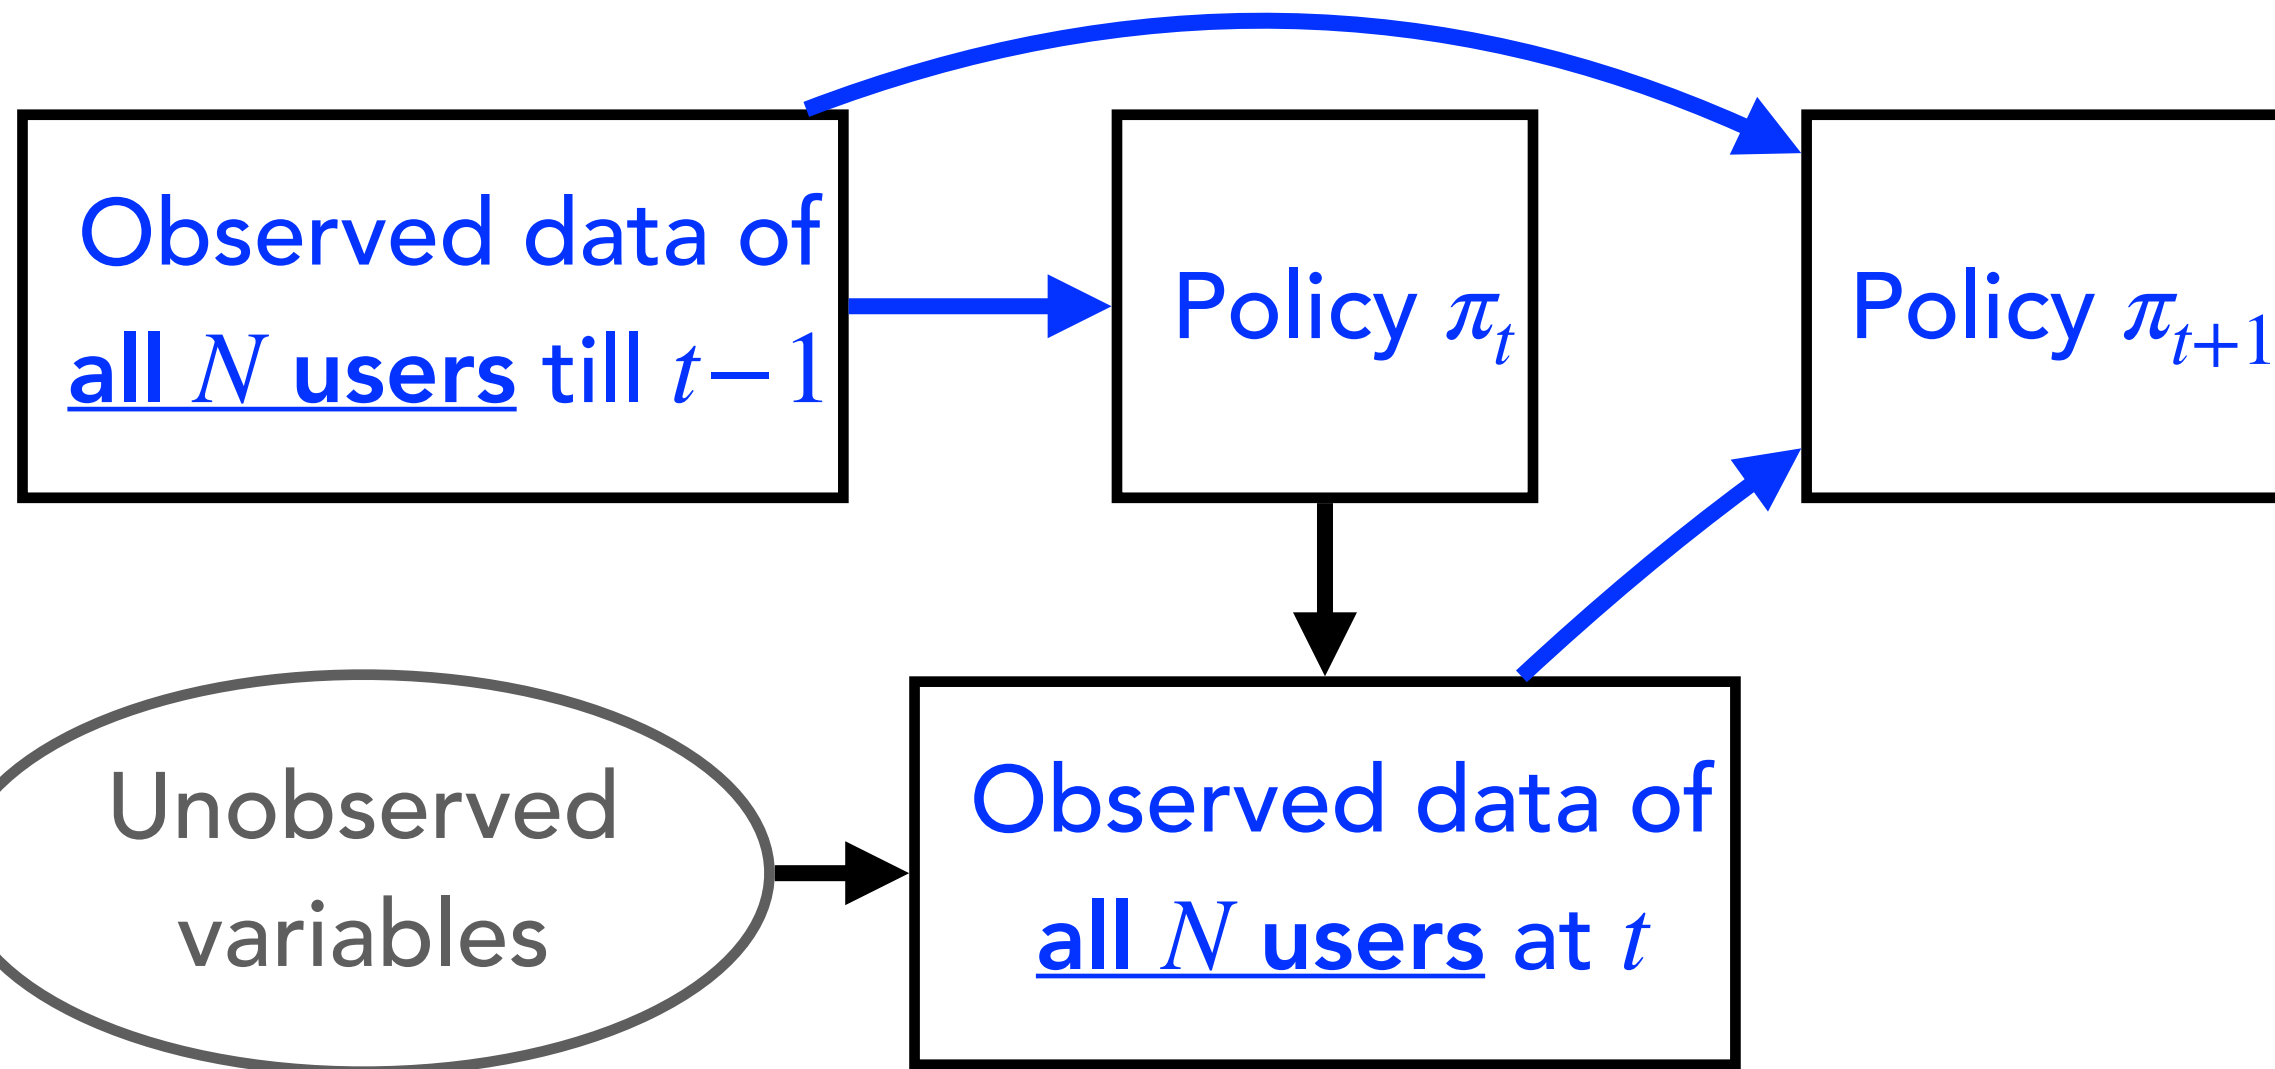 Observed data of
all N users till t−1
Policy π_t
Policy π_{t+1}
Unobserved
variables
Observed data of
all N users at t